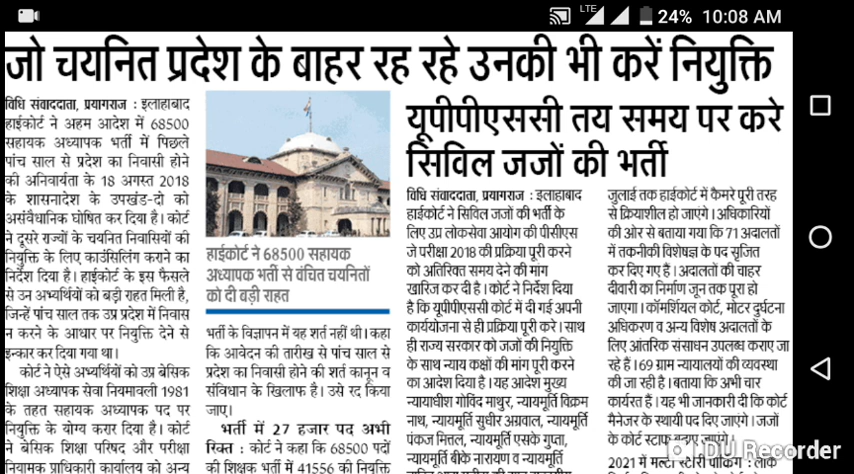 LTE
24% 10:08 AM
जो चयनित प्रदेश के बाहर रह रहे उनकी भी करें नियुक्ति
विधि संवाददाता, प्रयागराज : इलाहाबाद
हाईकोर्ट ने अहम आदेश में 68500
सहायक अध्यापक भर्ती में पिछले
पांच साल से प्रदेश का निवासी होने
की अनिवार्यता के 18 अगस्त 2018
के शासनादेश के उपखंड-दो को
असंवैधानिक घोषित कर दिया है। कोर्ट
ने दूसरे राज्यों के चयनित निवासियों की
नियुक्ति के लिए काउंसिलिंग कराने का
निर्देश दिया है। हाईकोर्ट के इस फैसले
से उन अभ्यर्थियों को बड़ी राहत मिली है,
जिन्हें पांच साल तक उप्र प्रदेश में निवास
न करने के आधार पर नियुक्ति देने से
इन्कार कर दिया गया था।
कोर्ट ने ऐसे अभ्यर्थियों को उप्र बेसिक
शिक्षा अध्यापक सेवा नियमावली 1981
के तहत सहायक अध्यापक पद पर
नियुक्ति के योग्य करार दिया है। कोर्ट
ने बेसिक शिक्षा परिषद और परीक्षा
नियामक प्राधिकारी कार्यालय को अन्य
हाईकोर्ट ने 68500 सहायक
अध्यापक भर्ती से वंचित चयनितों
को दी बड़ी राहत
भर्ती के विज्ञापन में यह शर्त नहीं थी। कहा
कि आवेदन की तारीख से पांच साल से
प्रदेश का निवासी होने की शर्त कानून व
संविधान के खिलाफ है। उसे रद किया
जाए।
भर्ती में 27 हजार पद अभी
रिक्त : कोर्ट ने कहा कि 68500 पदों
की शिक्षक भर्ती में 41556 की नियुक्ति
यूपीपीएससी तय समय पर करे
सिविल जजों की भर्ती
विधि संवाददाता, प्रयागराज : इलाहाबाद
हाईकोर्ट ने सिविल जजों की भर्ती के
लिए उप्र लोकसेवा आयोग की पीसीएस
जे परीक्षा 2018 की प्रक्रिया पूरी करने
को अतिरिक्त समय देने की मांग
खारिज कर दी है। कोर्ट ने निर्देश दिया
है कि यूपीपीएससी कोर्ट में दी गई अपनी
कार्ययोजना से ही प्रक्रिया पूरी करे। साथ
ही राज्य सरकार को जजों की नियुक्ति
के साथ न्याय कक्षों की मांग पूरी करने
का आदेश दिया है। यह आदेश मुख्य
न्यायाधीश गोविंद माथुर, न्यायमूर्ति विक्रम
नाथ, न्यायमूर्ति सुधीर अग्रवाल, न्यायमूर्ति
पंकज मित्तल, न्यायमूर्ति एसके गुप्ता,
न्यायमूर्ति बीके नारायण व न्यायमूर्ति
जुलाई तक हाईकोर्ट में कैमरे पूरी तरह
से क्रियाशील हो जाएंगे। अधिकारियों
की ओर से बताया गया कि 71 अदालतों
में तकनीकी विशेषज्ञ के पद सृजित
कर दिए गए हैं। अदालतों की बाहर
दीवारी का निर्माण जून तक पूरा हो
जाएगा। कॉमर्शियल कोर्ट, मोटर दुर्घटना
अधिकरण व अन्य विशेष अदालतों के
लिए आंतरिक संसाधन उपलब्ध कराए जा
रहे हैं। 69 ग्राम न्यायालयों की व्यवस्था
की जा रही है। बताया कि अभी चार
कार्यरत हैं। यह भी जानकारी दी कि कोर्ट
मैनेजर के स्थायी पद दिए जाएंगे। जजों
के कोर्ट स्टाफ बढ़ाए जाएंगे।
2021 में मल्टी स्टोरी पार्किंग :
DU Recorder